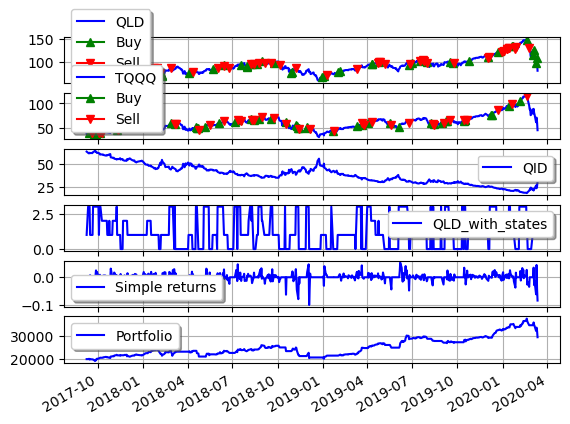 QLD
Buy
Sell
150
100
TQQQ
Buy
Sell
100
50
QID
50
25
QLD_with_states
2.5
0.0
Simple returns
0.0
−0.1
Portfolio
30000
20000
2017-10
2018-01
2018-04
2018-07
2018-10
2019-01
2019-04
2019-07
2019-10
2020-01
2020-04